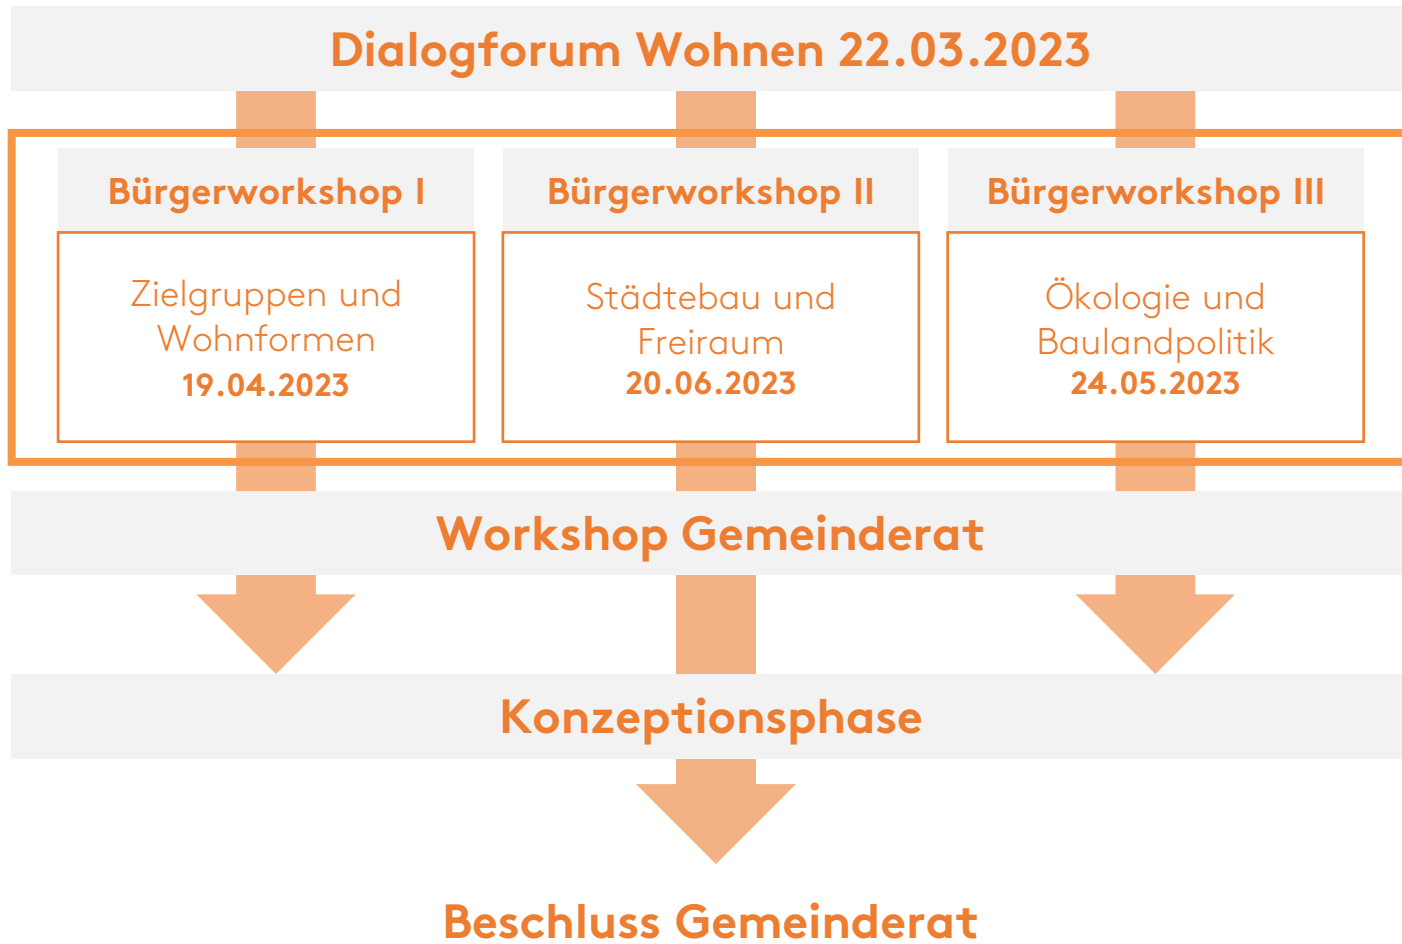 Dialogforum Wohnen 22.03.2023
Bürgerworkshop I
Zielgruppen und
Wohnformen
19.04.2023
Bürgerworkshop II
Städtebau und
Freiraum
20.06.2023
Bürgerworkshop III
Ökologie und
Baulandpolitik
24.05.2023
Workshop Gemeinderat
Konzeptionsphase
Beschluss Gemeinderat